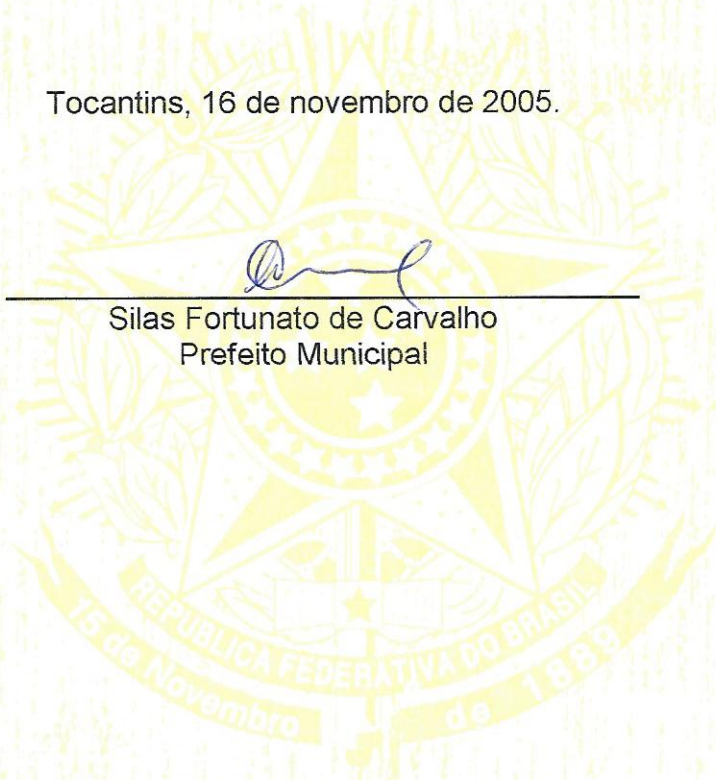 Tocantins, 16 de novembro de 2005.
Silas Fortunato de Carvalho
Prefeito Municipal
REPUBLICA FEDERATIVA DO BRASIL
15 de Novembro de 1889